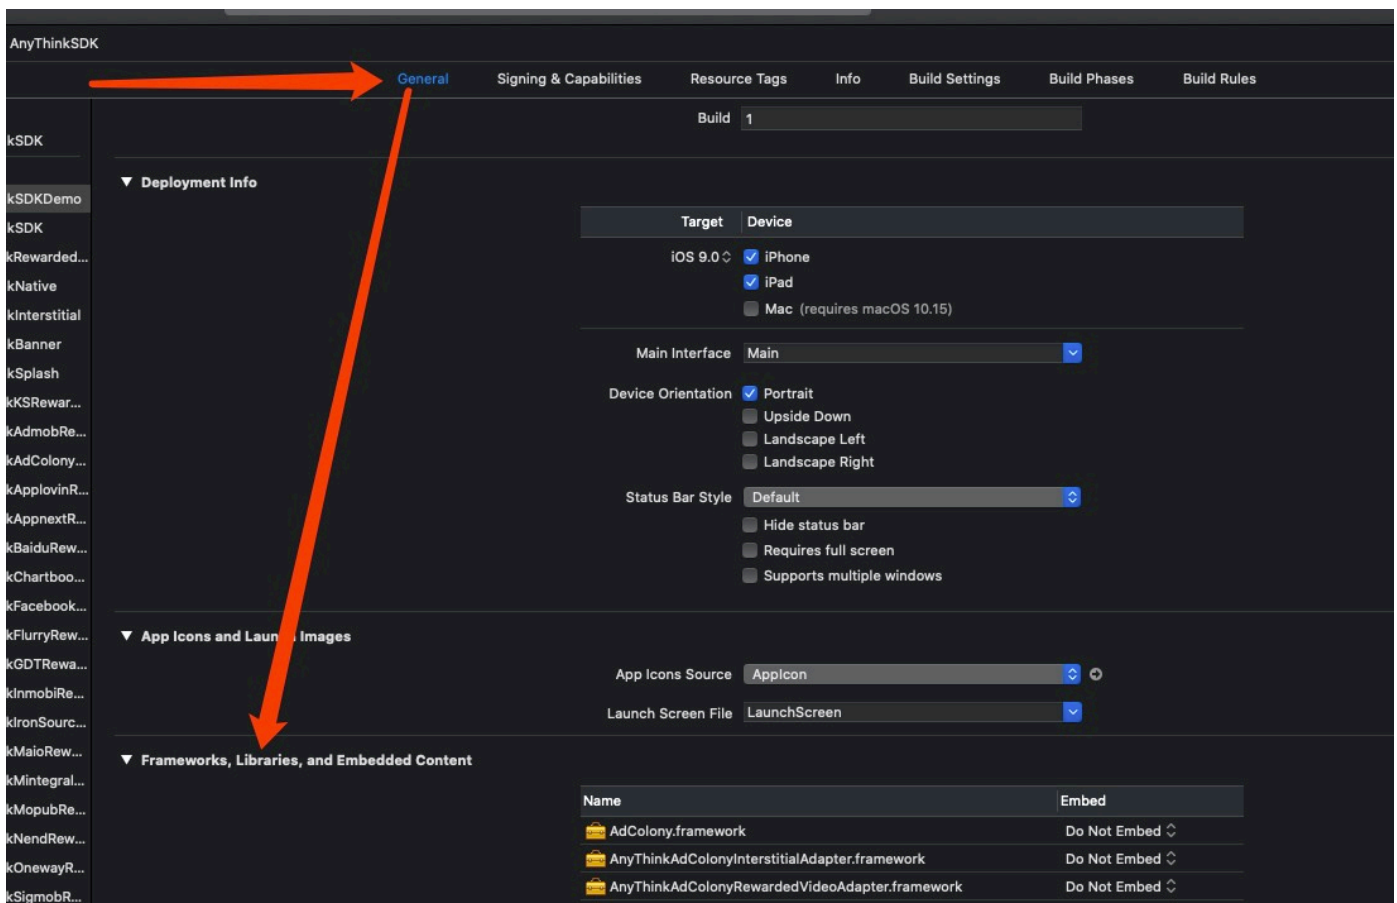 AnyThinkSDK
General Signing & Capabilities Resource Tags Info Build Settings Build Phases Build Rules
Build 1
kSDK
kSDKDemo
kSDK
kRewarded...
kNative
kInterstitial
kBanner
kSplash
kKSRewar...
kAdmobRe...
kAdColony...
kApplovinR...
kAppnextR...
kBaiduRew...
kChartboo...
kFacebook...
kFlurryRew...
kGDTRewa...
kInmobiRe...
kIronSourc...
kMaioRew...
kMintegral...
kMopubRe...
kNendRew...
kOnewayR...
kSigmobR...
Deployment Info
Target Device
iOS 9.0 iPhone
iPad
Mac (requires macOS 10.15)
Main Interface Main
Device Orientation Portrait
Upside Down
Landscape Left
Landscape Right
Status Bar Style Default
Hide status bar
Requires full screen
Supports multiple windows
App Icons and Launch Images
App Icons Source AppIcon
Launch Screen File LaunchScreen
Frameworks, Libraries, and Embedded Content
Name Embed
AdColony.framework Do Not Embed
AnyThinkAdColonyInterstitialAdapter.framework Do Not Embed
AnyThinkAdColonyRewardedVideoAdapter.framework Do Not Embed